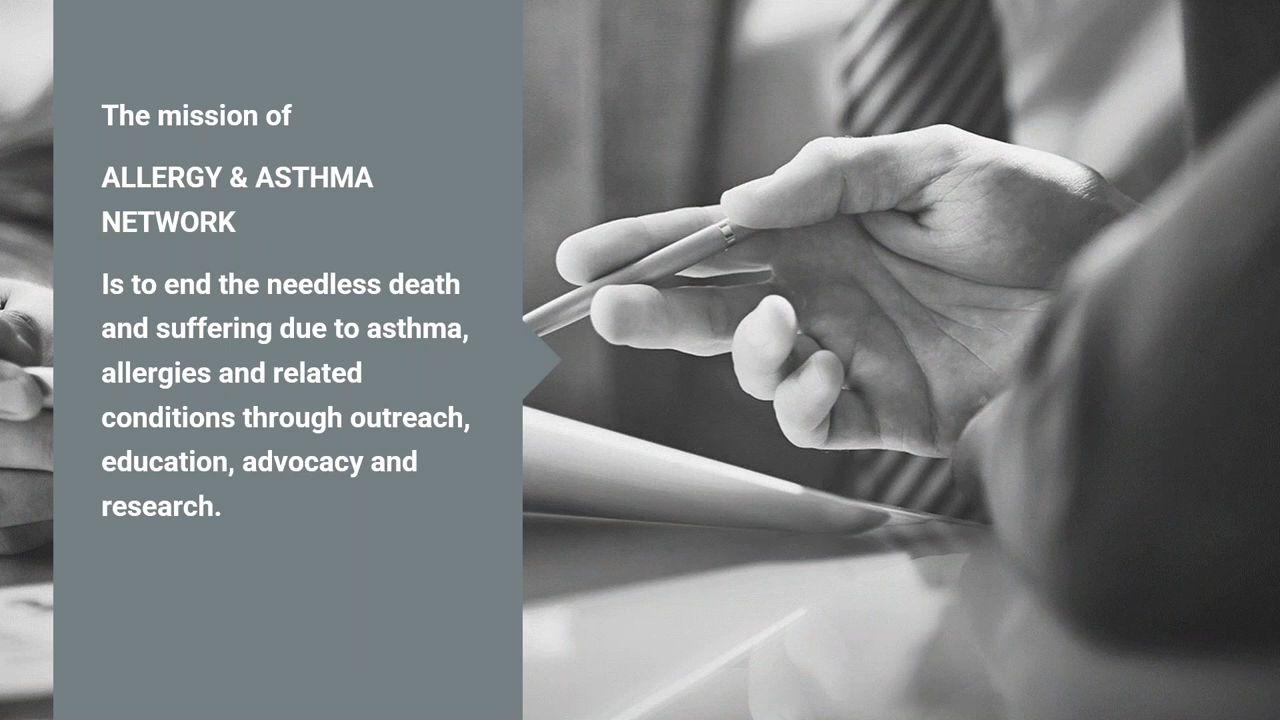 The mission of
ALLERGY & ASTHMA
NETWORK
Is to end the needless death
and suffering due to asthma,
allergies and related
conditions through outreach,
education, advocacy and
research.